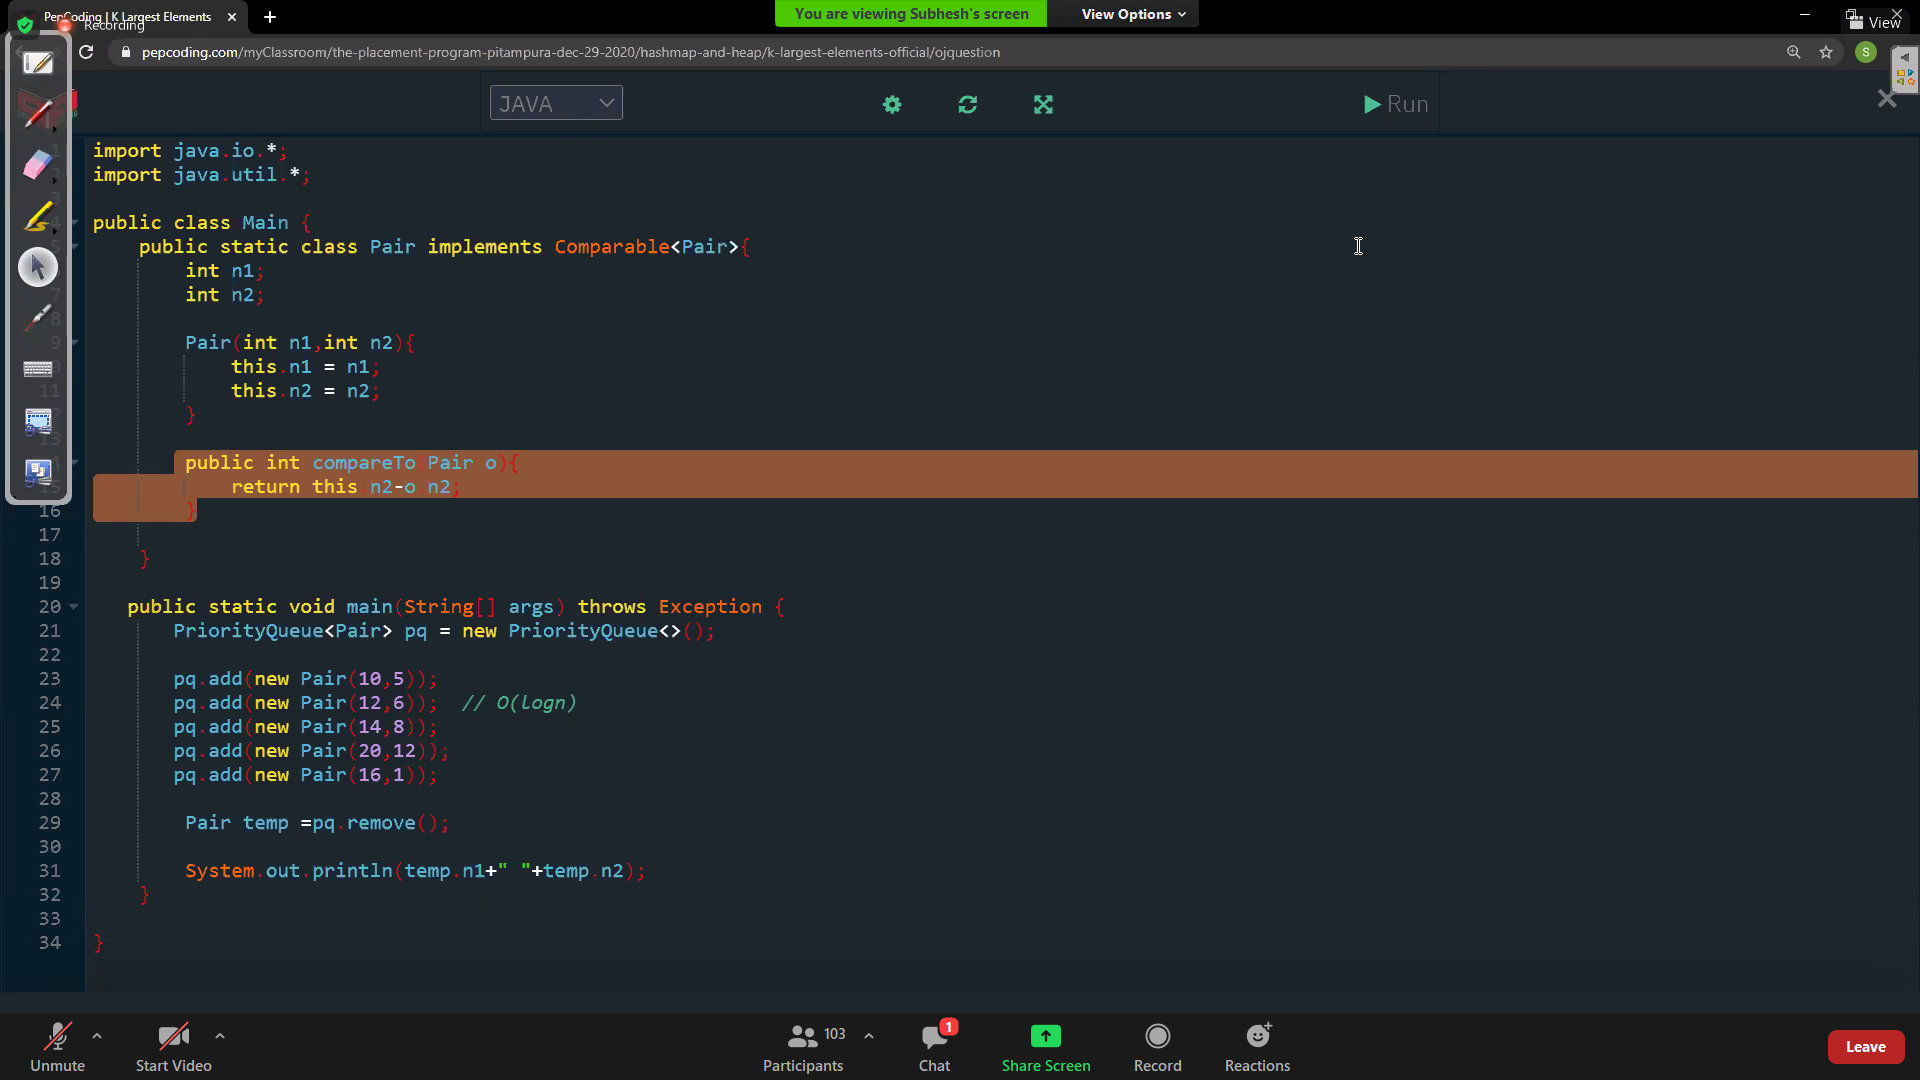 PepCoding | K Largest Elements
Recording
You are viewing Subhesh's screen
View Options
View
pepcoding.com/myClassroom/the-placement-program-pitampura-dec-29-2020/hashmap-and-heap/k-largest-elements-official/ojquestion
S
JAVA
Run
import java.io.*;
import java.util.*;
public class Main {
public static class Pair implements Comparable<Pair>{
int n1;
int n2;
9 Pair(int n1,int n2){
this.n1 = n1;
11 this.n2 = n2;
}
13
public int compareTo Pair o){
return this n2-o n2;
16 }
17
18 }
19
20 public static void main(String[] args) throws Exception {
21 PriorityQueue<Pair> pq = new PriorityQueue<>();
22
23 pq.add(new Pair(10,5));
24 pq.add(new Pair(12,6)); // O(logn)
25 pq.add(new Pair(14,8));
26 pq.add(new Pair(20,12));
27 pq.add(new Pair(16,1));
28
29 Pair temp =pq.remove();
30
31 System.out.println(temp.n1+" "+temp.n2);
32 }
33
34 }
Unmute
Start Video
103
Participants
1
Chat
Share Screen
Record
Reactions
Leave